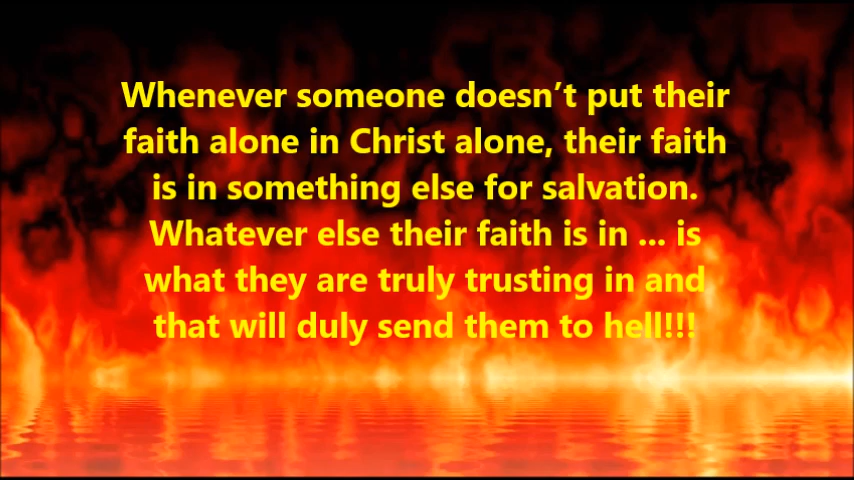 Whenever someone doesn’t put their
faith alone in Christ alone, their faith
is in something else for salvation.
Whatever else their faith is in ... is
what they are truly trusting in and
that will duly send them to hell!!!